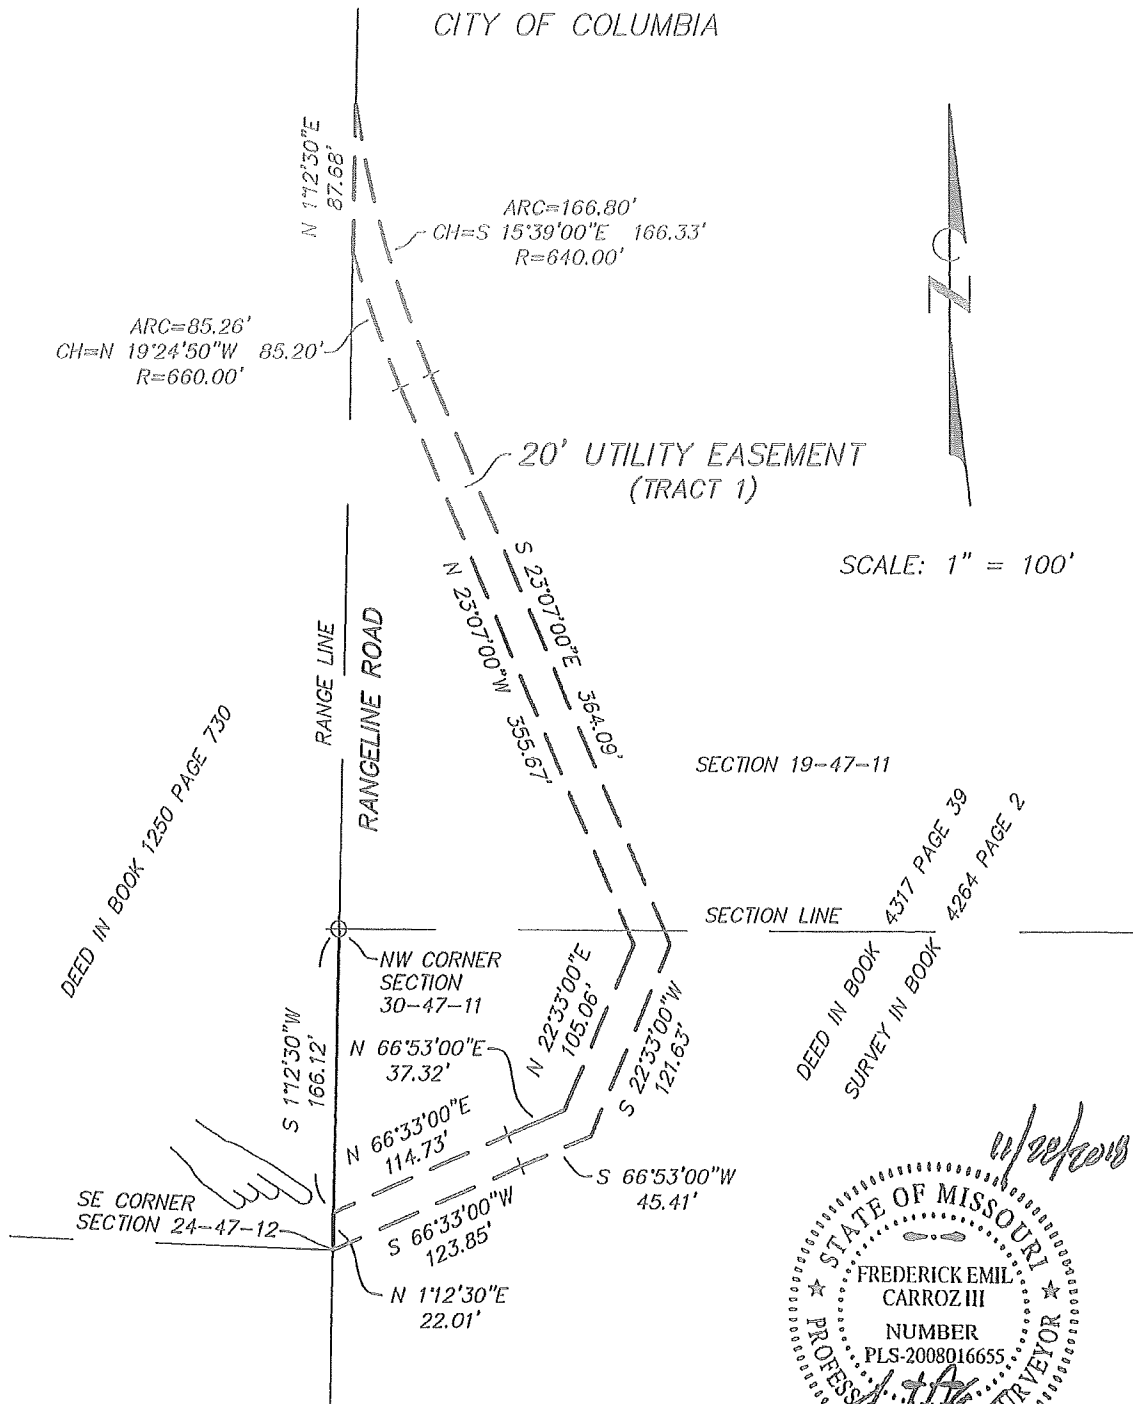 CITY OF COLUMBIA
N 1°12'30"E
87.68'
ARC=166.80'
CH=S 15°39'00"E 166.33'
R=640.00'
ARC=85.26'
CH=N 19°24'50"W 85.20'
R=660.00'
20' UTILITY EASEMENT
(TRACT 1)
SCALE: 1" = 100'
S 23°07'00"E 364.09'
N 23°07'00"W 355.67'
RANGE LINE
RANGELINE ROAD
DEED IN BOOK 1250 PAGE 730
SECTION 19-47-11
SECTION LINE
DEED IN BOOK 4317 PAGE 39
SURVEY IN BOOK 4264 PAGE 2
NW CORNER
SECTION
30-47-11
S 1°12'30"W
166.12'
N 66°53'00"E
37.32'
N 22°33'00"E
105.06'
S 22°33'00"W
121.63'
N 66°33'00"E
114.73'
S 66°53'00"W
45.41'
SE CORNER
SECTION 24-47-12
S 66°33'00"W
123.85'
N 1°12'30"E
22.01'
STATE OF MISSOURI
FREDERICK EMIL
CARROZ III
NUMBER
PLS-2008016655